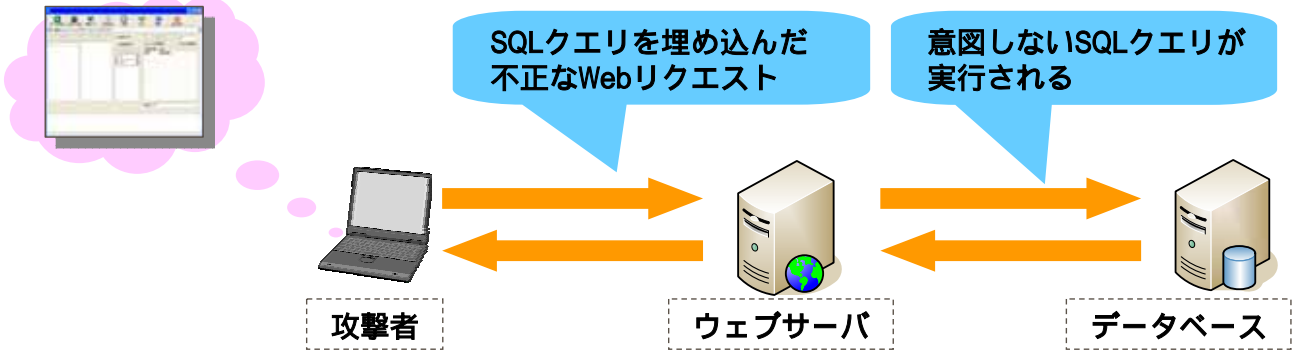 SQLクエリを埋め込んだ
不正なWebリクエスト
意図しないSQLクエリが
実行される
攻撃者
ウェブサーバ
データベース